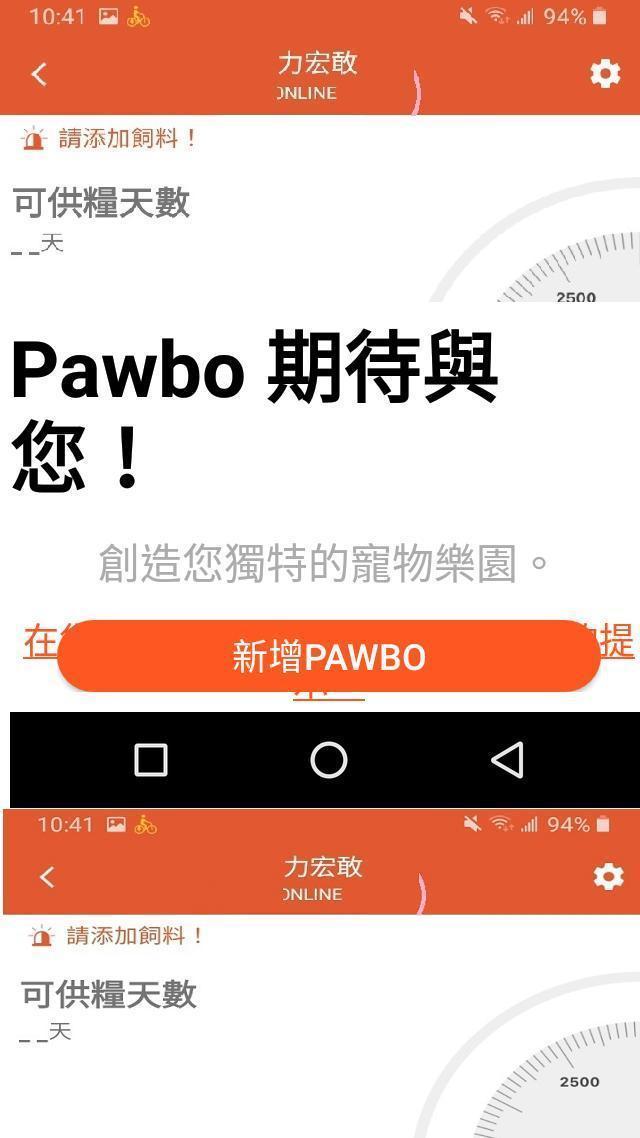 10:41 94%
力宏敢
ONLINE
請添加飼料！
可供糧天數
_ _天
2500
Pawbo 期待與
您！
創造您獨特的寵物樂園。
在 提
新增PAWBO
10:41 94%
力宏敢
ONLINE
請添加飼料！
可供糧天數
_ _天
2500